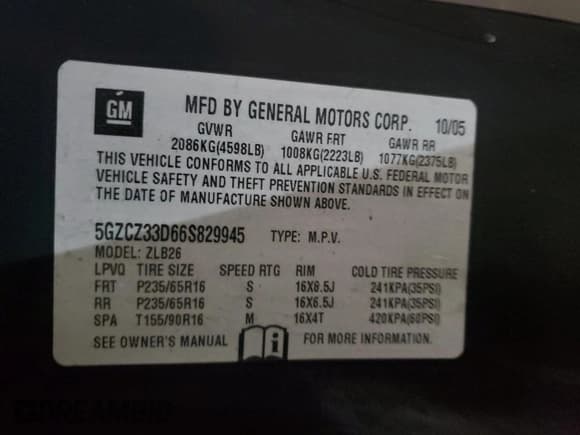 GM
MFD BY GENERAL MOTORS CORP. 10/05
GVWR GAWR FRT GAWR RR
2086KG(4598LB) 1008KG(2223LB) 1077KG(2375LB)
THIS VEHICLE CONFORMS TO ALL APPLICABLE U.S. FEDERAL MOTOR
VEHICLE SAFETY AND THEFT PREVENTION STANDARDS IN EFFECT ON
THE DATE OF MANUFACTURE SHOWN ABOVE.
5GZCZ33D66S829945 TYPE: M.P.V.
MODEL: ZLB26
LPVQ TIRE SIZE SPEED RTG RIM COLD TIRE PRESSURE
FRT P235/65R16 S 16X6.5J 241KPA(35PSI)
RR P235/65R16 S 16X6.5J 241KPA(35PSI)
SPA T155/90R16 M 16X4T 420KPA(60PSI)
SEE OWNER'S MANUAL i FOR MORE INFORMATION.
DREAMBID